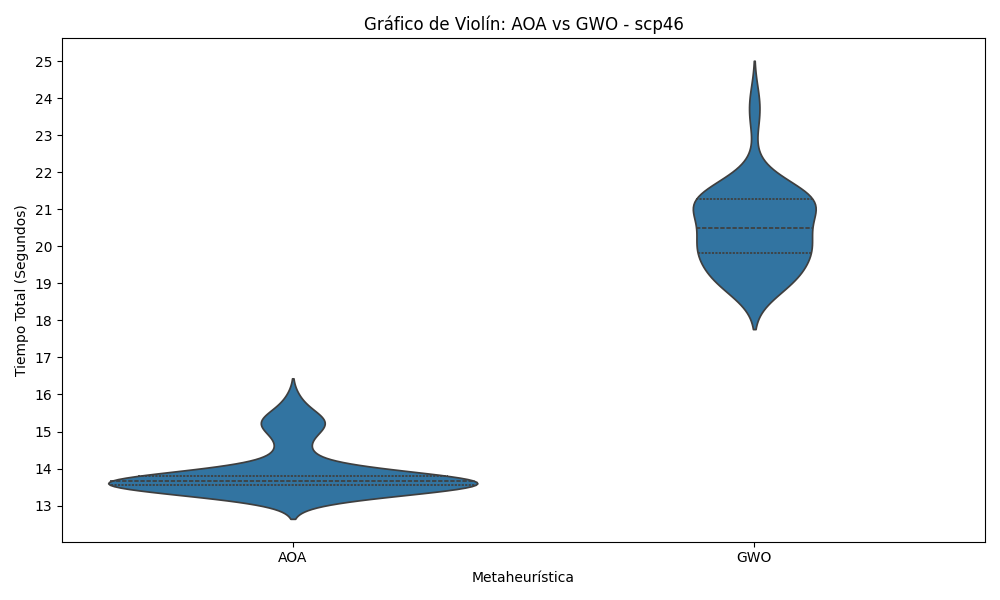 Gráfico de Violín: AOA vs GWO - scp46
Tiempo Total (Segundos)
25
24
23
22
21
20
19
18
17
16
15
14
13
AOA
GWO
Metaheurística